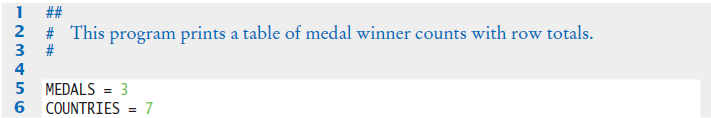 1 ##
2 # This program prints a table of medal winner counts with row totals.
3 #
4
5 MEDALS = 3
6 COUNTRIES = 7